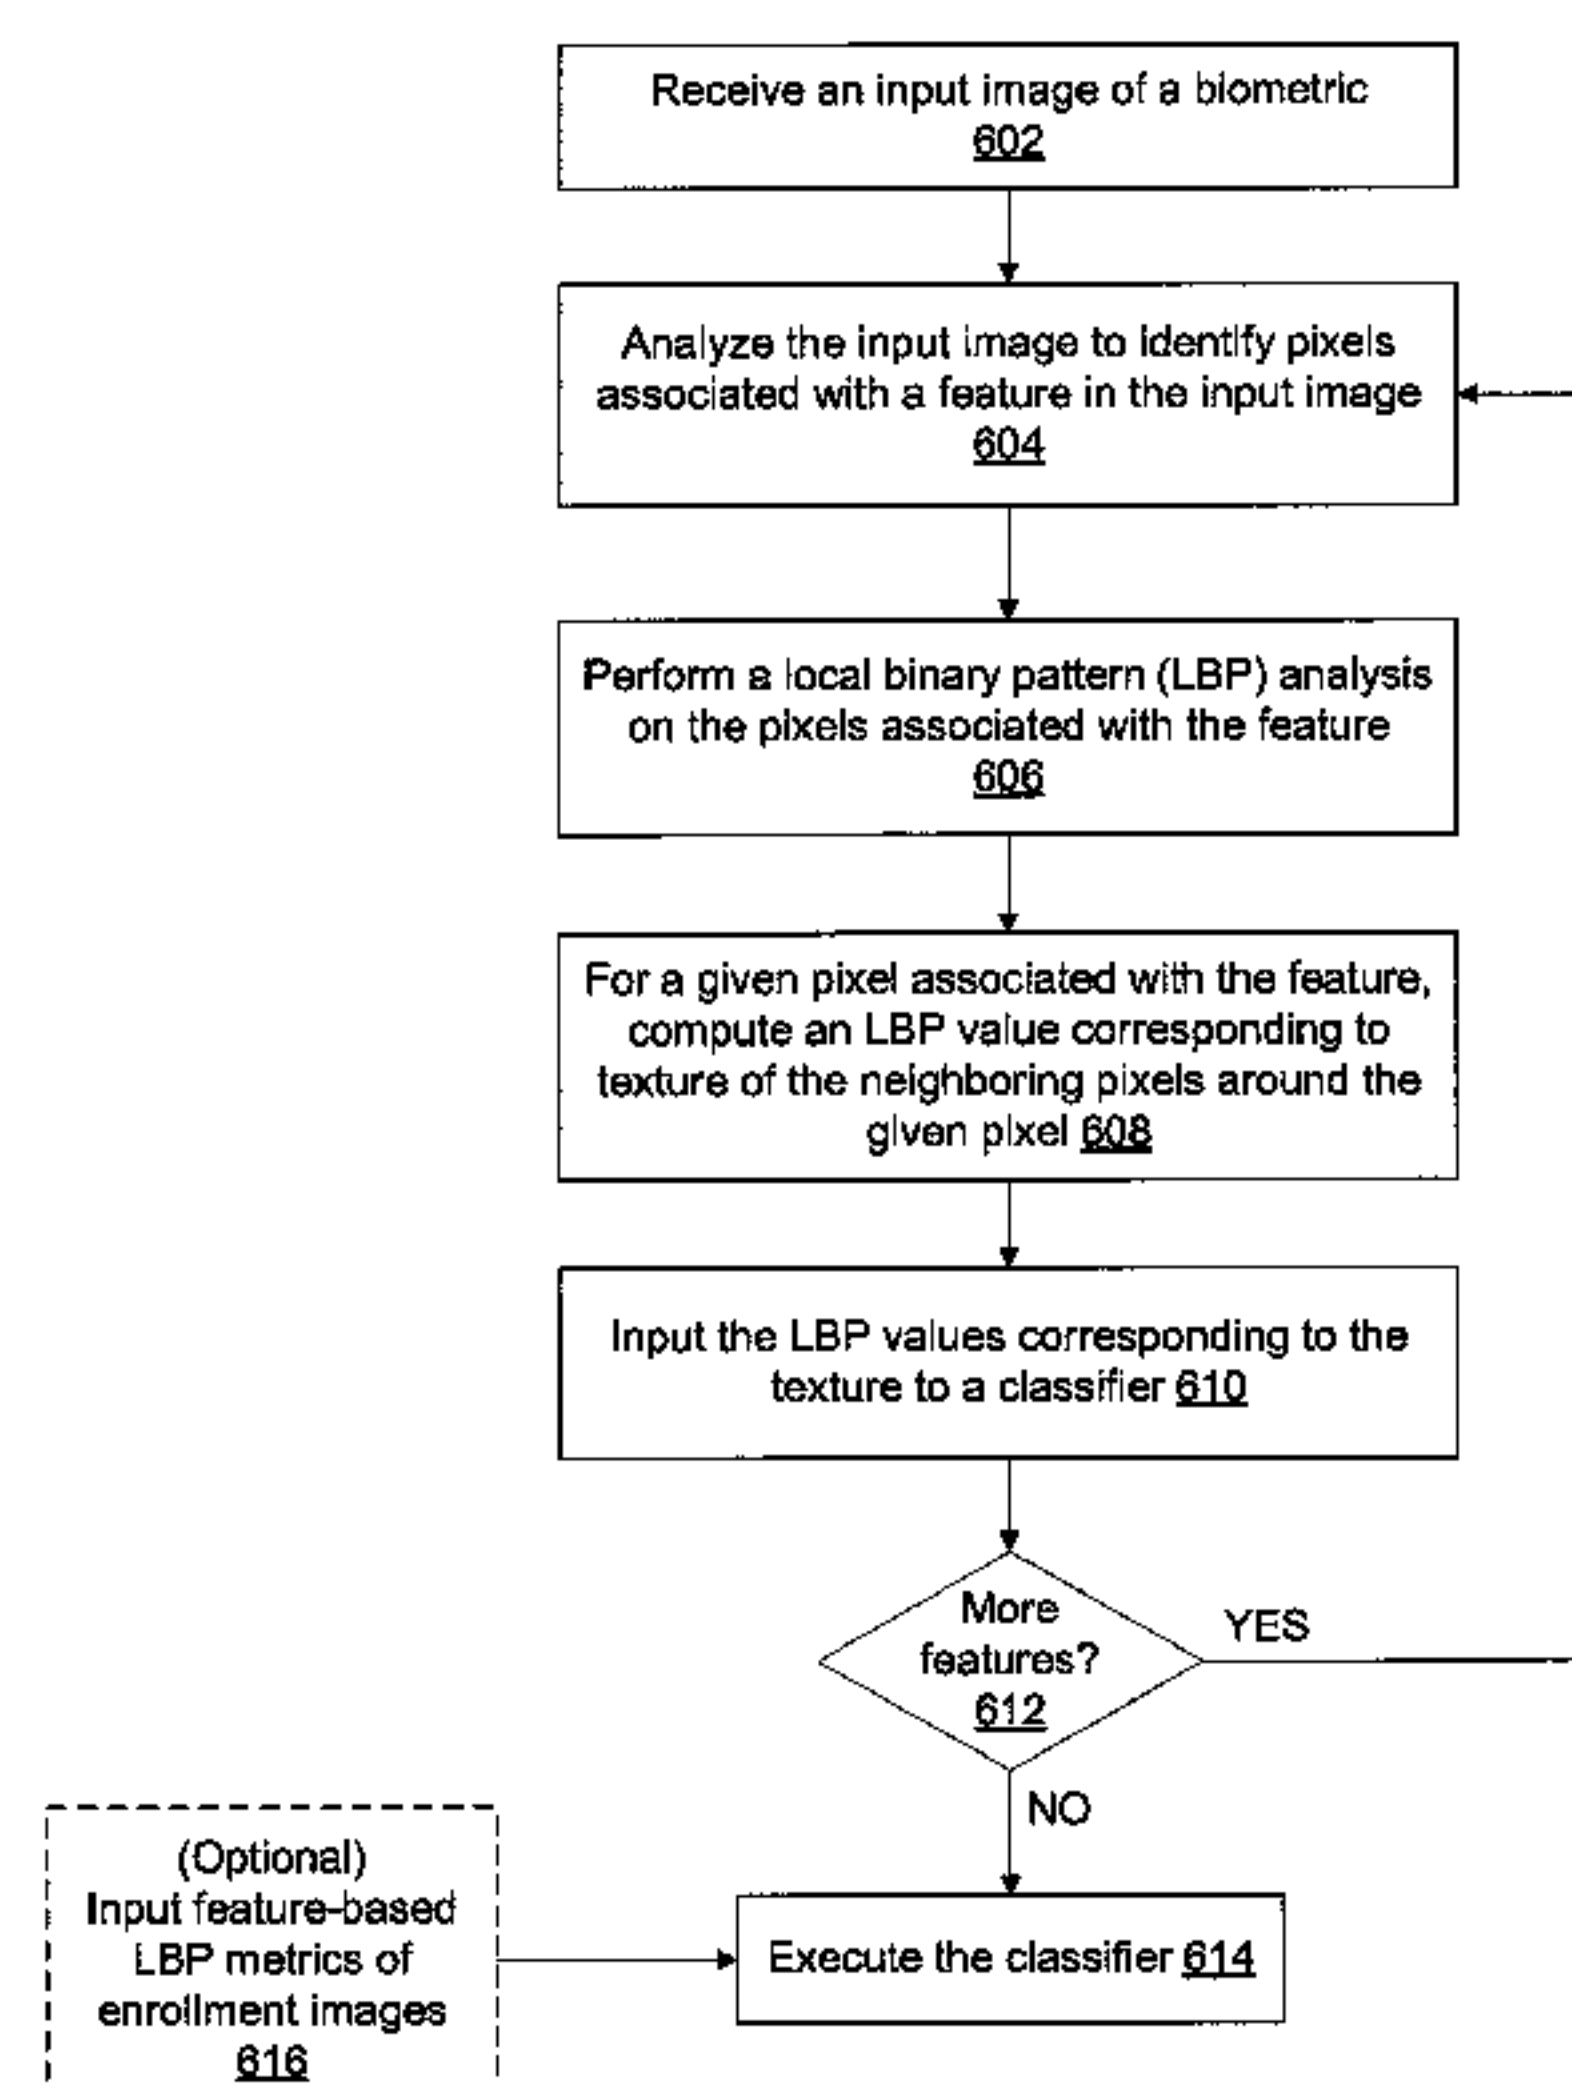 Receive an input image of a biometric
602
Analyze the input image to identify pixels
associated with a feature in the input image
604
Perform a local binary pattern (LBP) analysis
on the pixels associated with the feature
606
For a given pixel associated with the feature,
compute an LBP value corresponding to
texture of the neighboring pixels around the
given pixel 608
Input the LBP values corresponding to the
texture to a classifier 610
More
features?
612
YES
NO
(Optional)
Input feature-based
LBP metrics of
enrollment images
616
Execute the classifier 614